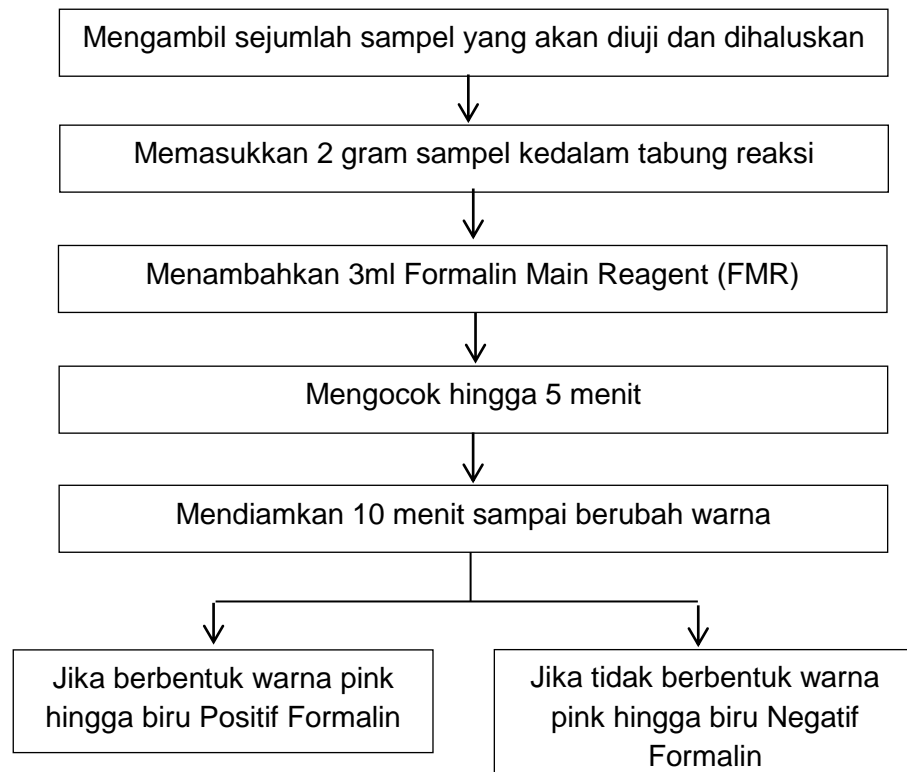 Mengambil sejumlah sampel yang akan diuji dan dihaluskan
Memasukkan 2 gram sampel kedalam tabung reaksi
Menambahkan 3ml Formalin Main Reagent (FMR)
Mengocok hingga 5 menit
Mendiamkan 10 menit sampai berubah warna
Jika berbentuk warna pink
hingga biru Positif Formalin
Jika tidak berbentuk warna
pink hingga biru Negatif
Formalin